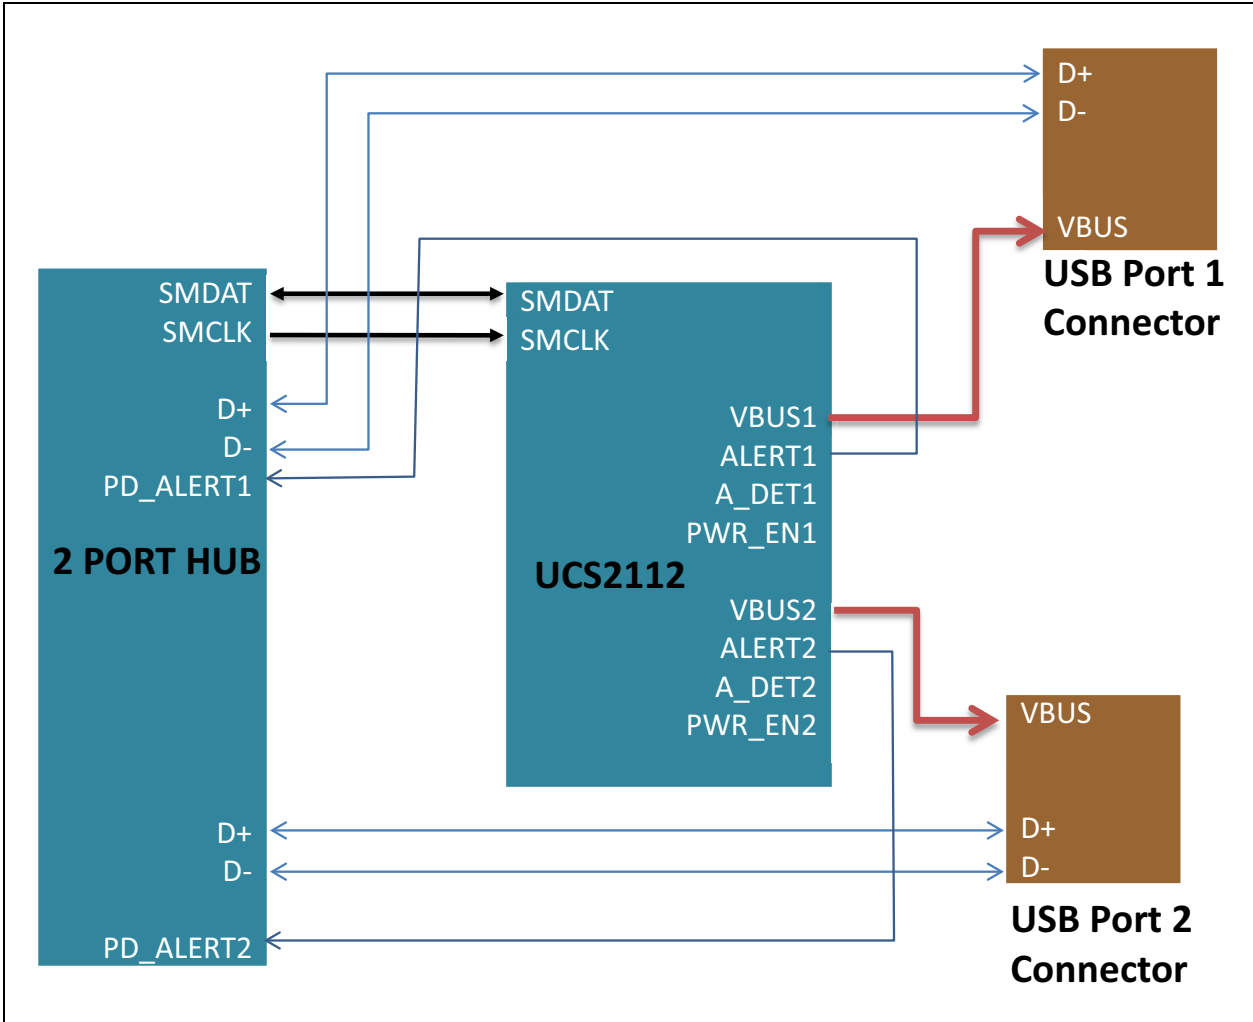 D+
D-
VBUS
USB Port 1
Connector
SMDAT
SMCLK
D+
D-
PD_ALERT1
2 PORT HUB
D+
D-
PD_ALERT2
SMDAT
SMCLK
VBUS1
ALERT1
A_DET1
PWR_EN1
UCS2112
VBUS2
ALERT2
A_DET2
PWR_EN2
VBUS
D+
D-
USB Port 2
Connector